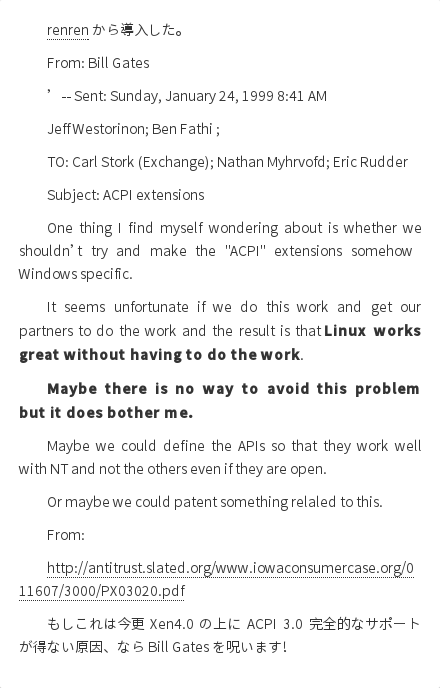 renren から導入した。
From: Bill Gates
’ -- Sent: Sunday, January 24, 1999 8:41 AM
JeffWestorinon; Ben Fathi ;
TO: Carl Stork (Exchange); Nathan Myhrvofd; Eric Rudder
Subject: ACPI extensions
One thing I find myself wondering about is whether we
shouldn’t try and make the "ACPI" extensions somehow
Windows specific.
It seems unfortunate if we do this work and get our
partners to do the work and the result is that Linux works
great without having to do the work.
Maybe there is no way to avoid this problem
but it does bother me.
Maybe we could define the APIs so that they work well
with NT and not the others even if they are open.
Or maybe we could patent something relaled to this.
From:
http://antitrust.slated.org/www.iowaconsumercase.org/0
11607/3000/PX03020.pdf
もしこれは今更 Xen4.0 の上に ACPI 3.0 完全的なサポート
が得ない原因、なら Bill Gates を呪います!